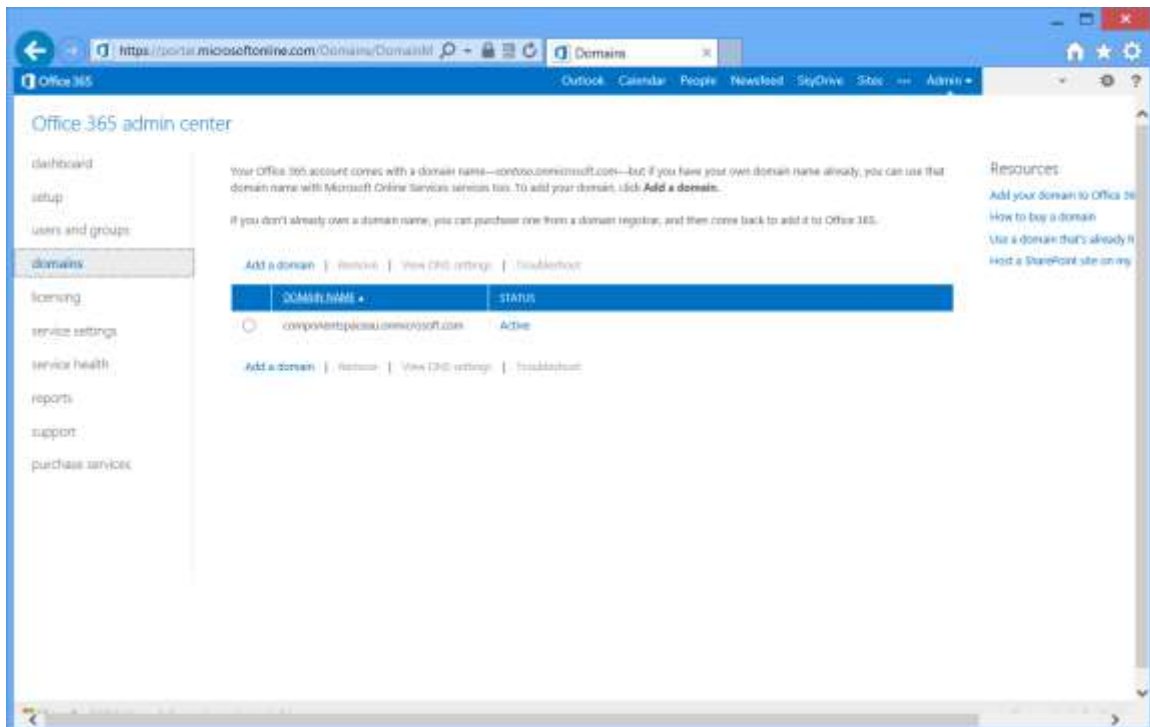 https://portal.microsoftonline.com/Domains/DomainM
Domains
Office 365
Outlook Calendar People Newsfeed SkyDrive Sites ··· Admin
?
Office 365 admin center
dashboard
setup
users and groups
domains
licensing
service settings
service health
reports
support
purchase services
Your Office 365 account comes with a domain name—contoso.onmicrosoft.com—but if you have your own domain name already, you can use that
domain name with Microsoft Online Services services too. To add your domain, click Add a domain.
If you don't already own a domain name, you can purchase one from a domain registrar, and then come back to add it to Office 365.
Add a domain | Remove | View DNS settings | Troubleshoot
DOMAIN NAME STATUS
componentspaceau.onmicrosoft.com Active
Add a domain | Remove | View DNS settings | Troubleshoot
Resources
Add your domain to Office 36
How to buy a domain
Use a domain that's already h
Host a SharePoint site on my